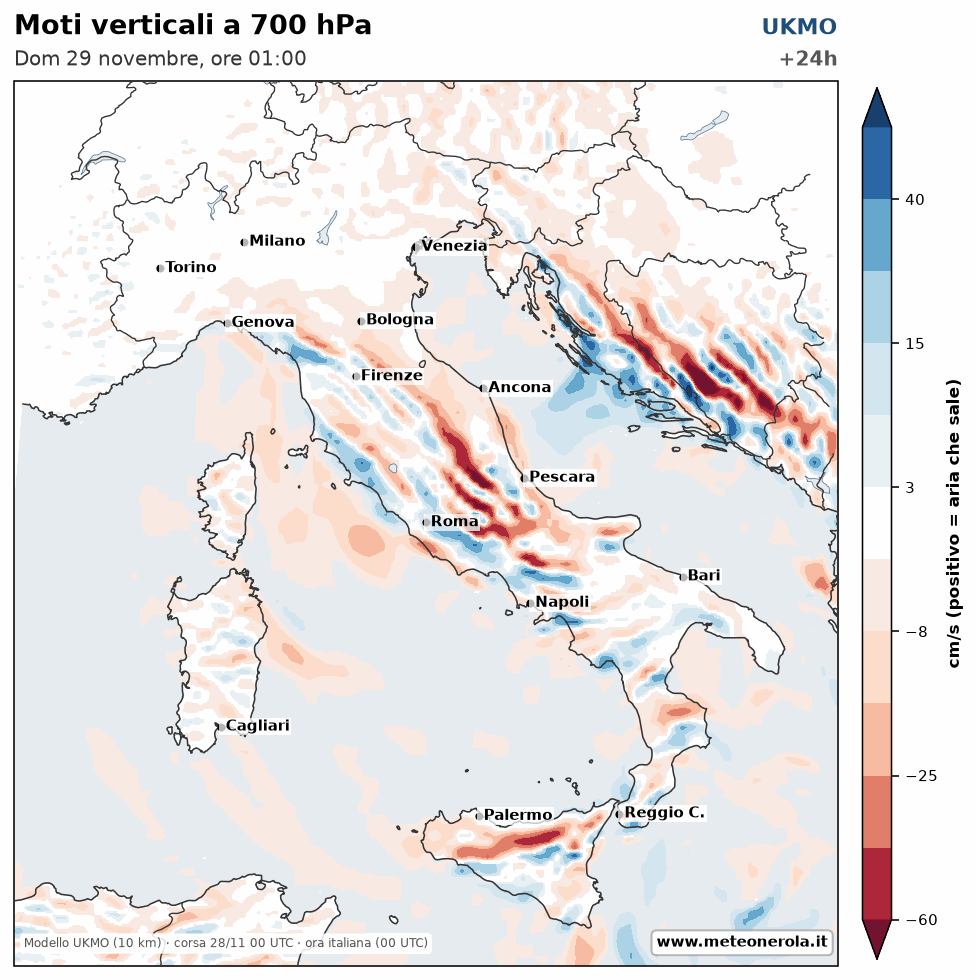 Moti verticali a 700 hPa
UKMO
Dom 29 novembre, ore 01:00
+24h
Milano
Venezia
Torino
Genova
Bologna
Firenze
Ancona
Pescara
Roma
Bari
Napoli
Cagliari
Palermo
Reggio C.
40
15
3
−8
−25
−60
cm/s (positivo = aria che sale)
Modello UKMO (10 km) · corsa 28/11 00 UTC · ora italiana (00 UTC)
www.meteonerola.it